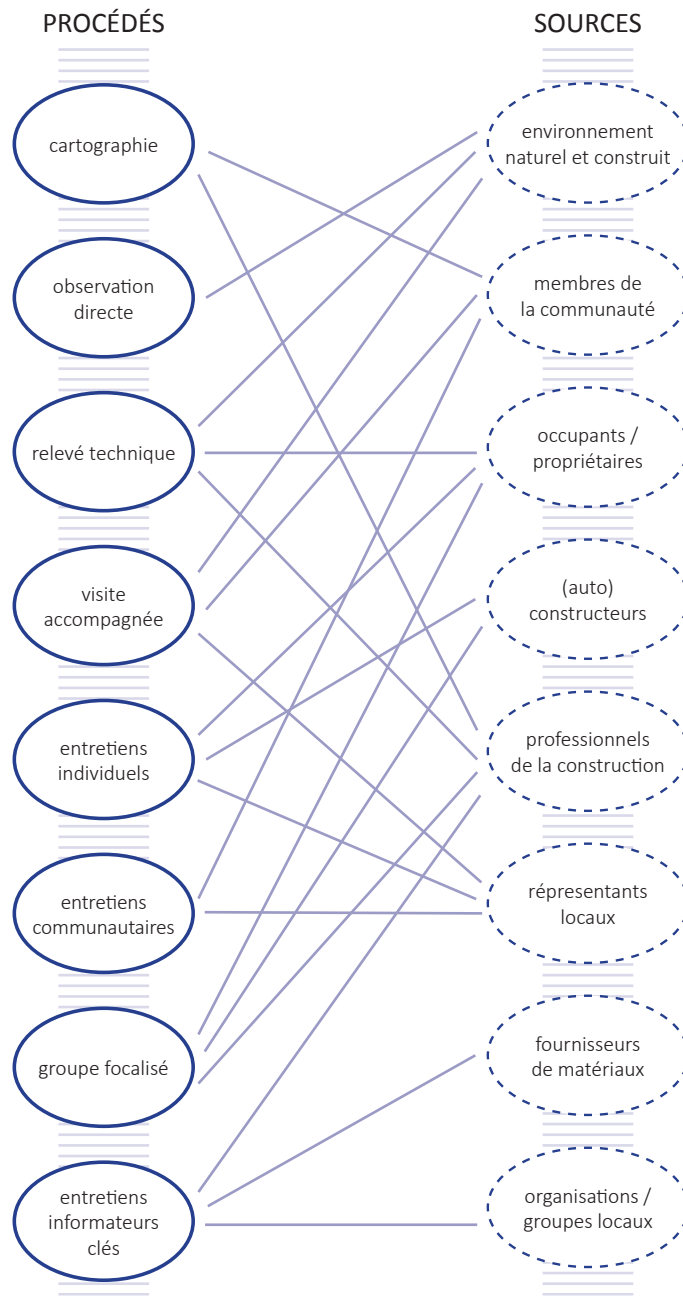 PROCÉDÉS
SOURCES
cartographie
environnement
naturel et construit
observation
directe
membres de
la communauté
relevé technique
occupants /
propriétaires
visite
accompagnée
(auto)
constructeurs
entretiens
individuels
professionnels
de la construction
entretiens
communautaires
répresentants
locaux
groupe focalisé
fournisseurs
de matériaux
entretiens
informateurs
clés
organisations /
groupes locaux